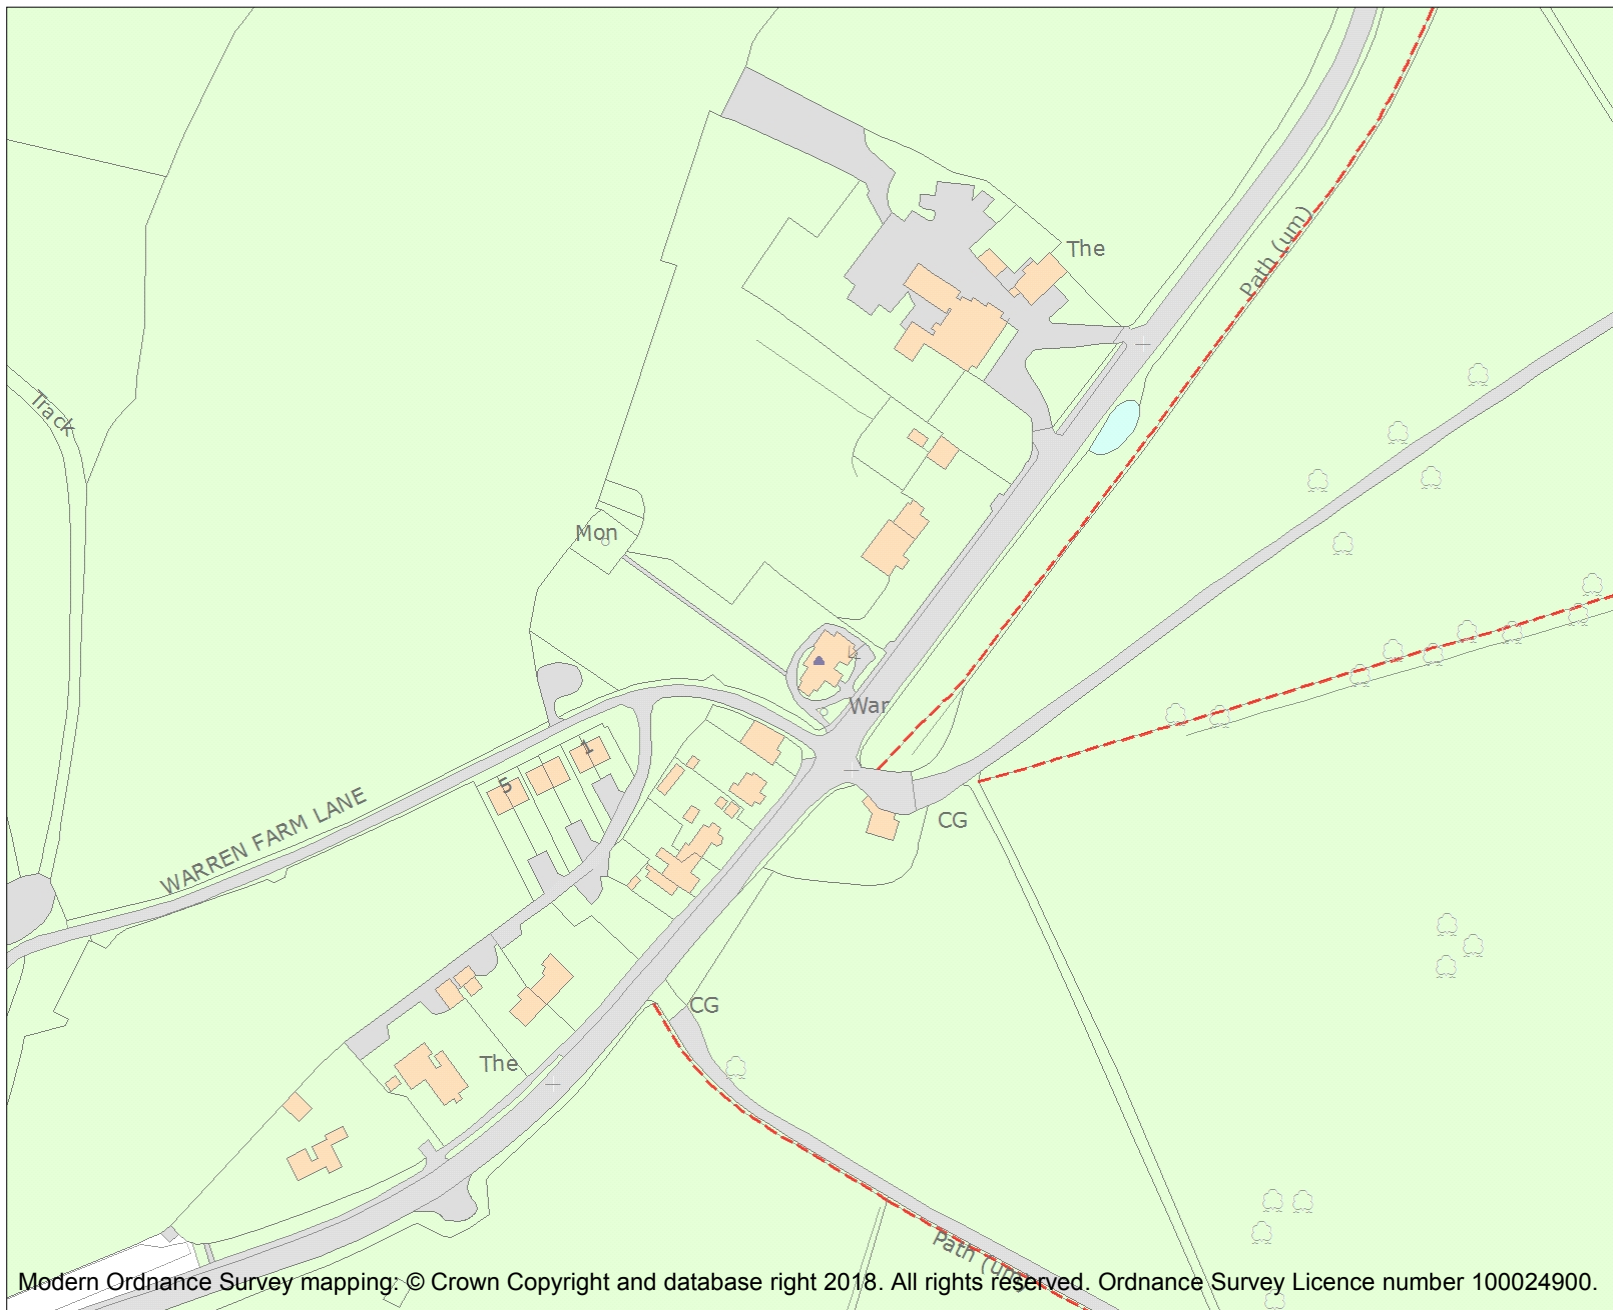 The
Path (um)
Track
Mon
War
1
5
WARREN FARM LANE
CG
CG
The
Path (um)
Modern Ordnance Survey mapping: © Crown Copyright and database right 2018. All rights reserved. Ordnance Survey Licence number 100024900.